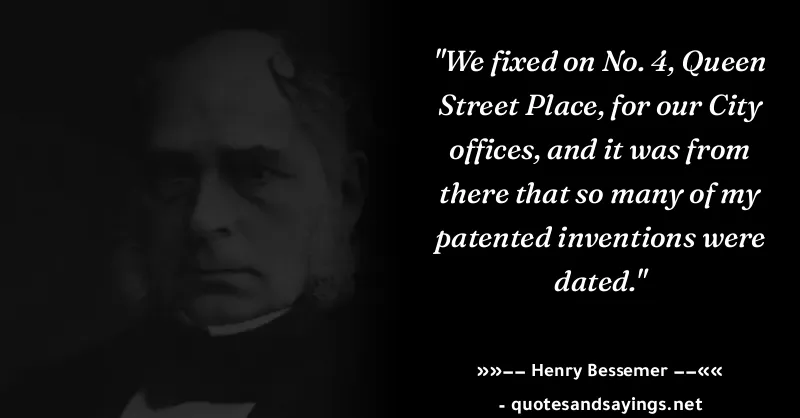 "We fixed on No. 4, Queen
Street Place, for our City
offices, and it was from
there that so many of my
patented inventions were
dated."
»»–– Henry Bessemer ––««
- quotesandsayings.net